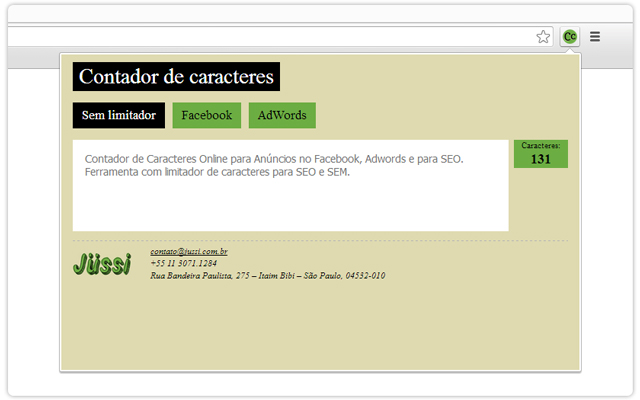 Cc
Contador de caracteres
Sem limitador Facebook AdWords
Contador de Caracteres Online para Anúncios no Facebook, Adwords e para SEO.
Ferramenta com limitador de caracteres para SEO e SEM.
Caracteres:
131
Jüssi
contato@jussi.com.br
+55 11 3071.1284
Rua Bandeira Paulista, 275 – Itaim Bibi – São Paulo, 04532-010